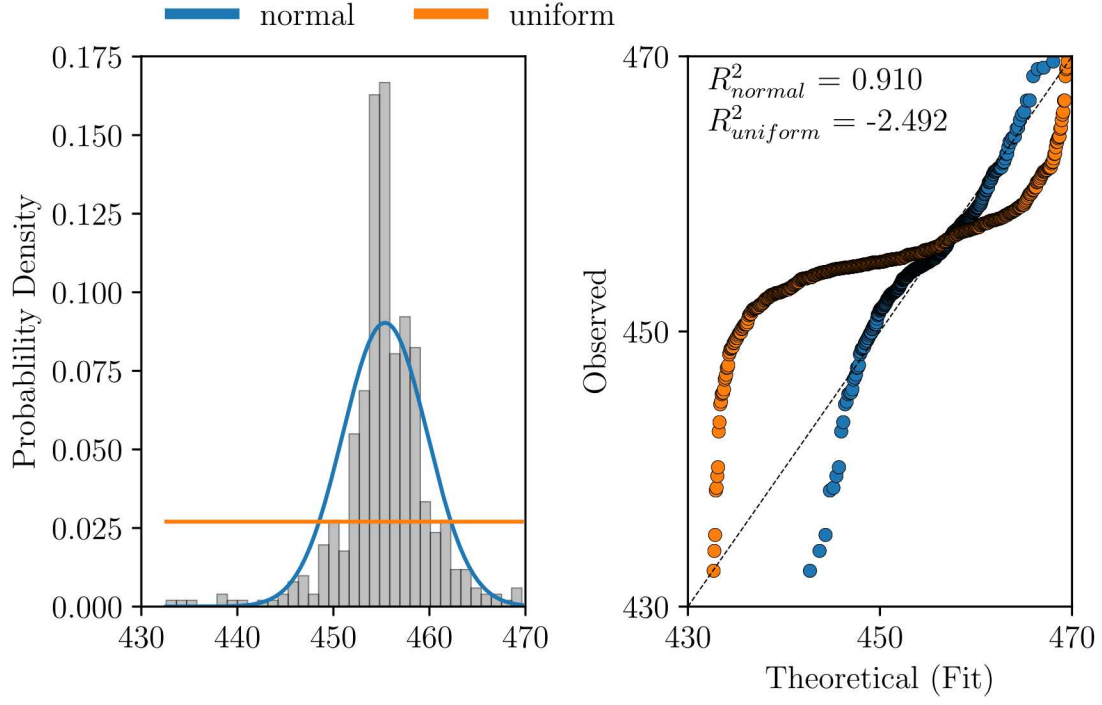 normal uniform
Probablility Density
0.175
0.150
0.125
0.100
0.075
0.050
0.025
0.000
430 440 450 460 470
Observed
470
450
430
R²normal = 0.910
R²uniform = -2.492
430 450 470
Theoretical (Fit)